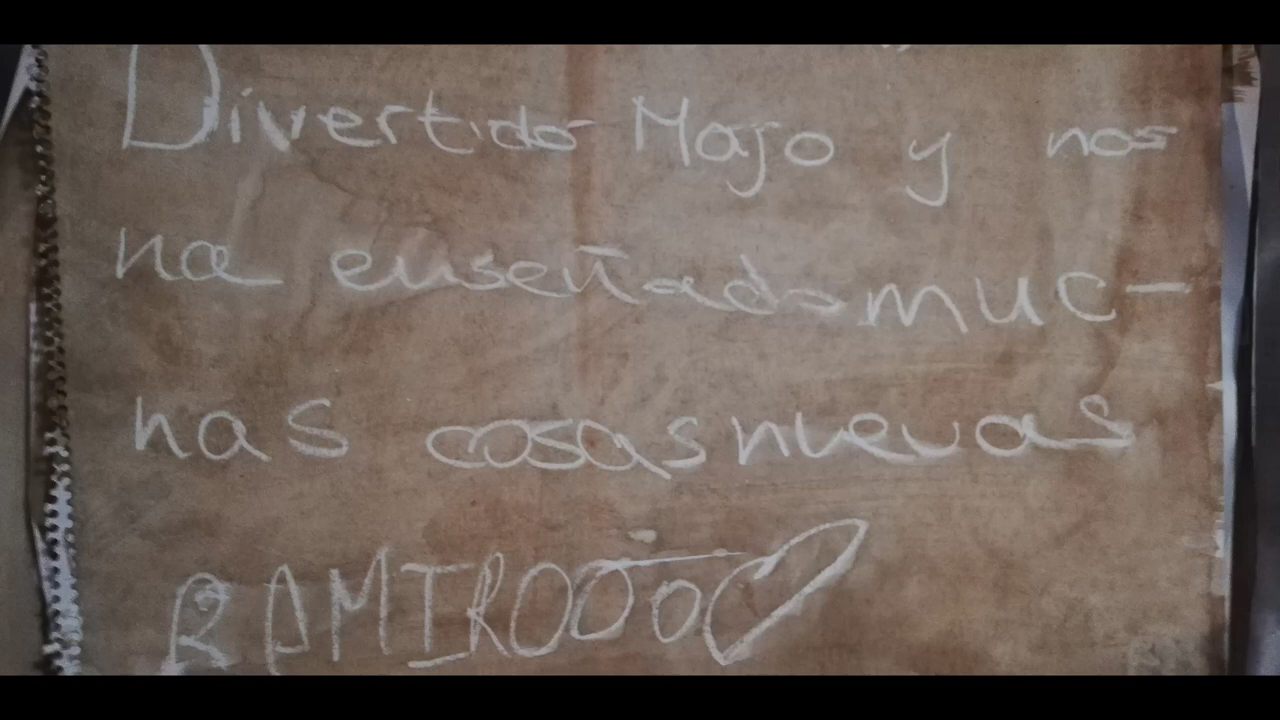 Divertido Majo y nos
ha enseñado muc-
has cosas nuevas
RAMIROOOO